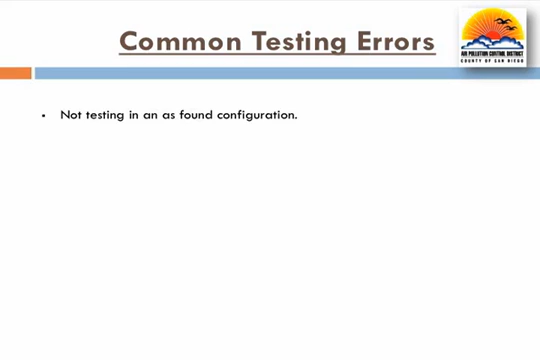 Common Testing Errors
AIR POLLUTION CONTROL DISTRICT
COUNTY OF SAN DIEGO
• Not testing in an as found configuration.